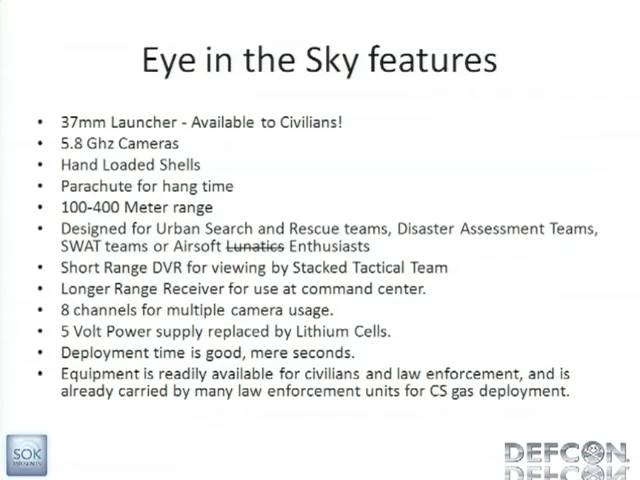 Eye in the Sky features
• 37mm Launcher - Available to Civilians!
• 5.8 Ghz Cameras
• Hand Loaded Shells
• Parachute for hang time
• 100-400 Meter range
• Designed for Urban Search and Rescue teams, Disaster Assessment Teams,
SWAT teams or Airsoft Lunatics Enthusiasts
• Short Range DVR for viewing by Stacked Tactical Team
• Longer Range Receiver for use at command center.
• 8 channels for multiple camera usage.
• 5 Volt Power supply replaced by Lithium Cells.
• Deployment time is good, mere seconds.
• Equipment is readily available for civilians and law enforcement, and is
already carried by many law enforcement units for CS gas deployment.
SOK
DEFCON